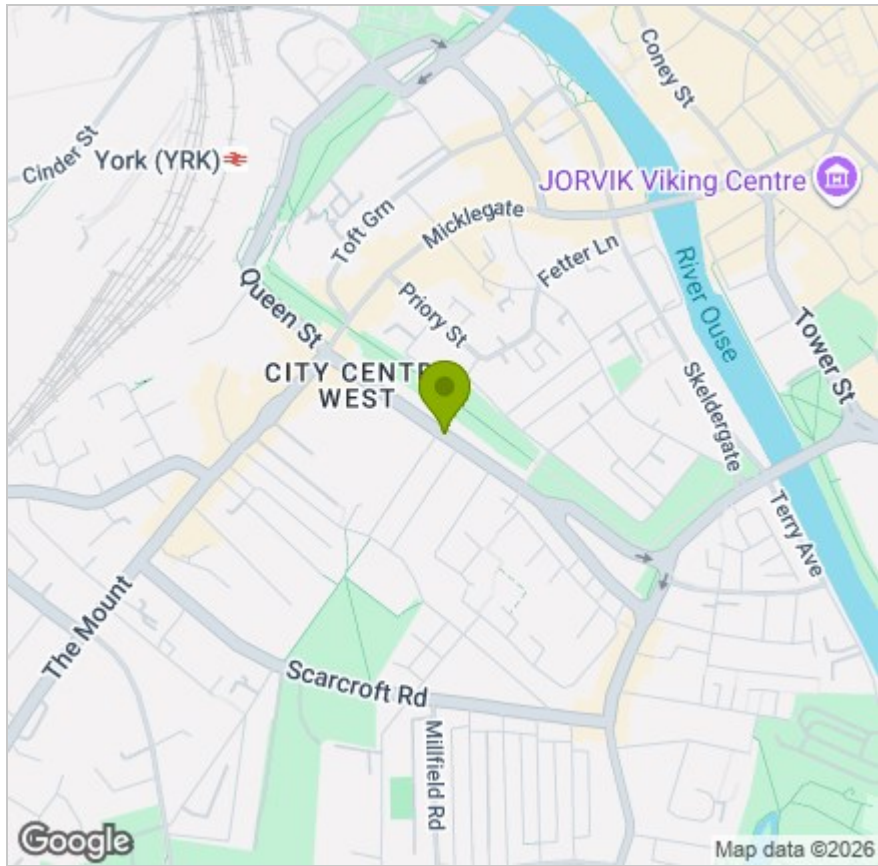 Coney St
Cinder St
York (YRK)
JORVIK Viking Centre
Toft Grn
Micklegate
Fetter Ln
River Ouse
Queen St
Priory St
Tower St
CITY CENTR
WEST
Skeldergate
Terry Ave
The Mount
Scarcroft Rd
Millfield Rd
Google
Map data ©2026